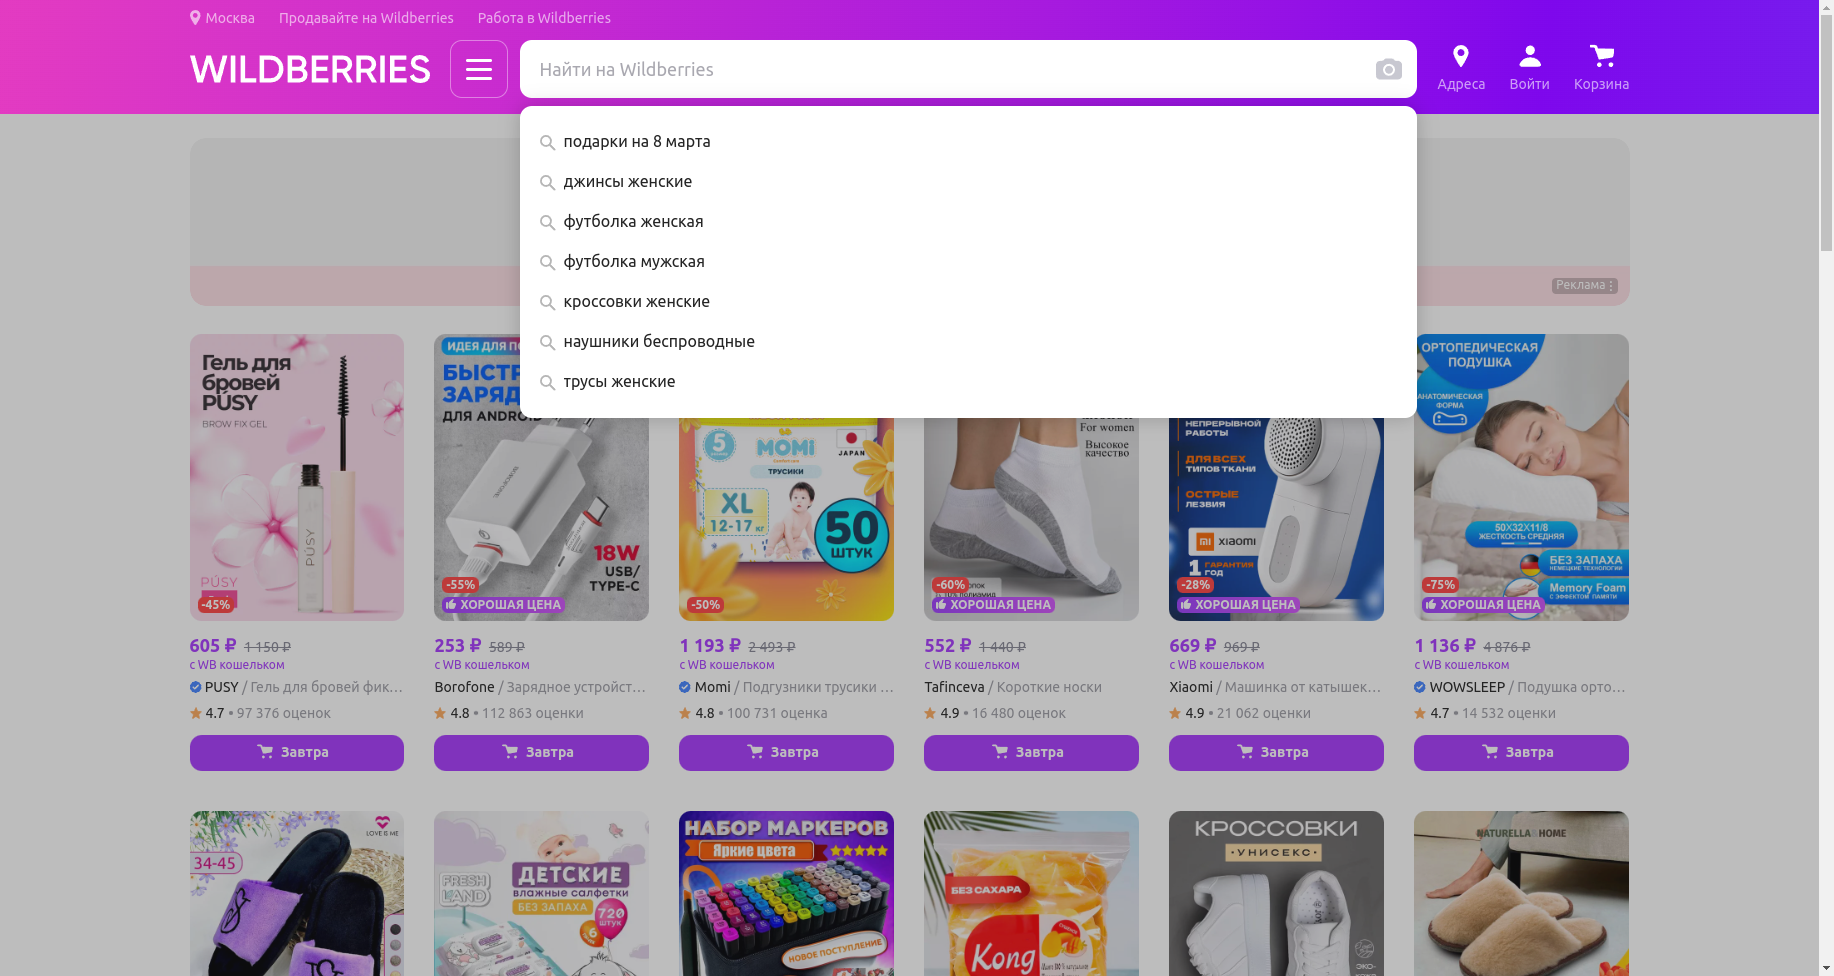 Москва
Продавайте на Wildberries
Работа в Wildberries
WILDBERRIES
Найти на Wildberries
Адреса
Войти
Корзина
подарки на 8 марта
джинсы женские
футболка женская
футболка мужская
кроссовки женские
наушники беспроводные
трусы женские
Реклама
Гель для
бровей
PÚSY
BROW FIX GEL
PÚSY
PÚSY
-45%
ИДЕЯ ДЛЯ
ДЛЯ ANDROID
18W
USB/
TYPE-C
-55%
ХОРОШАЯ ЦЕНА
5
MOMI
JAPAN
ТРУСИКИ
XL
12-17 кг
50
ШТУК
-50%
For women
Высокое
качество
-60%
ХОРОШАЯ ЦЕНА
НЕПРЕРЫВНОЙ
РАБОТЫ
ДЛЯ ВСЕХ
ТИПОВ ТКАНИ
ОСТРЫЕ
ЛЕЗВИЯ
xiaomi
1 ГАРАНТИЯ
ГОД
-28%
ХОРОШАЯ ЦЕНА
ОРТОПЕДИЧЕСКАЯ
ПОДУШКА
АНАТОМИЧЕСКАЯ
ФОРМА
50X32X11/8
ЖЕСТКОСТЬ СРЕДНЯЯ
БЕЗ ЗАПАХА
НЕМЕЦКИЕ ТЕХНОЛОГИИ
Memory Foam
С ЭФФЕКТОМ ПАМЯТИ
-75%
ХОРОШАЯ ЦЕНА
605 ₽ 1 150 ₽
с WB кошельком
PUSY / Гель для бровей фик...
4.7 • 97 376 оценок
Завтра
253 ₽ 589 ₽
с WB кошельком
Borofone / Зарядное устройст...
4.8 • 112 863 оценки
Завтра
1 193 ₽ 2 493 ₽
с WB кошельком
Momi / Подгузники трусики ...
4.8 • 100 731 оценка
Завтра
552 ₽ 1 440 ₽
с WB кошельком
Tafinceva / Короткие носки
4.9 • 16 480 оценок
Завтра
669 ₽ 969 ₽
с WB кошельком
Xiaomi / Машинка от катышек...
4.9 • 21 062 оценки
Завтра
1 136 ₽ 4 876 ₽
с WB кошельком
WOWSLEEP / Подушка орто...
4.7 • 14 532 оценки
Завтра
LOVE IS ME
34-45
FRESH
LAND
ДЕТСКИЕ
влажные салфетки
БЕЗ ЗАПАХА
720
ШТУК
6
НАБОР МАРКЕРОВ
Яркие цвета
НОВОЕ ПОСТУПЛЕНИЕ
БЕЗ САХАРА
Kong
КРОССОВКИ
•УНИСЕКС•
ЭКО-
NATURELLA HOME